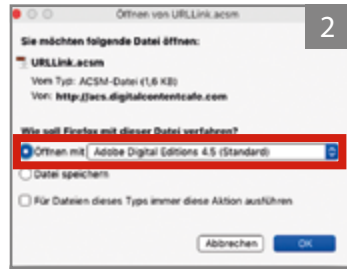 Öffnen von URLLink.acsm
2
Sie möchten folgende Datei öffnen:
URLLink.acsm
Vom Typ: ACSM-Datei (1,6 KB)
Von: http://acs.digitalcontentcafe.com
Wie soll Firefox mit dieser Datei verfahren?
Öffnen mit Adobe Digital Editions 4.5 (Standard)
Datei speichern
Für Dateien dieses Typs immer diese Aktion ausführen
Abbrechen OK